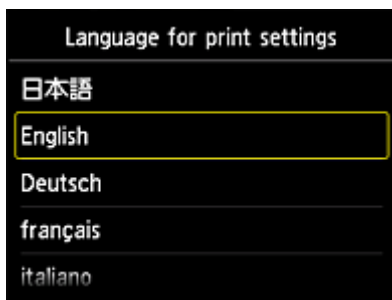 Language for print settings
日本語
English
Deutsch
français
italiano